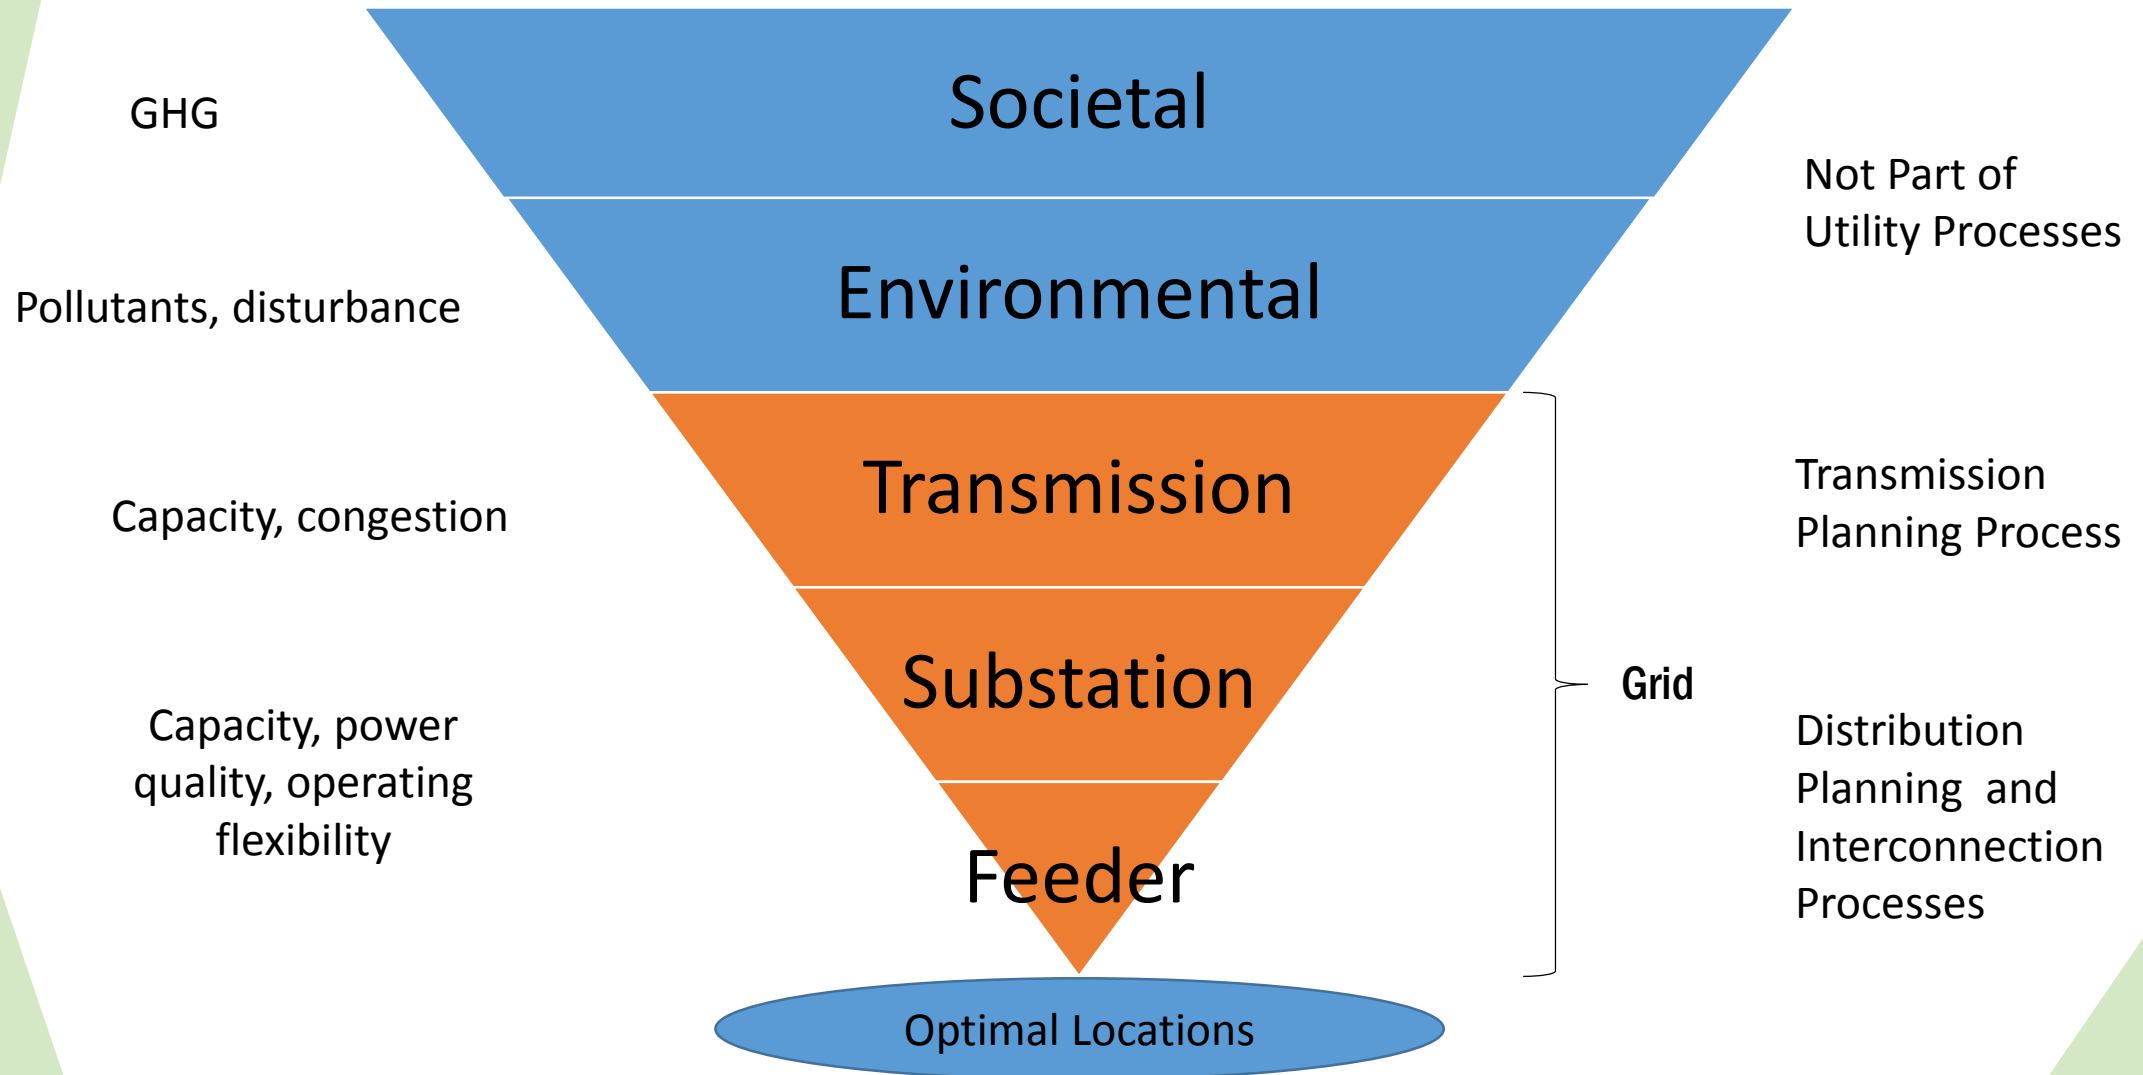 Societal
GHG
Not Part of
Utility Processes
Environmental
Pollutants, disturbance
Transmission
Capacity, congestion
Transmission
Planning Process
Substation
Grid
Capacity, power
quality, operating
flexibility
Distribution
Planning  and
Interconnection
Processes
Feeder
Optimal Locations